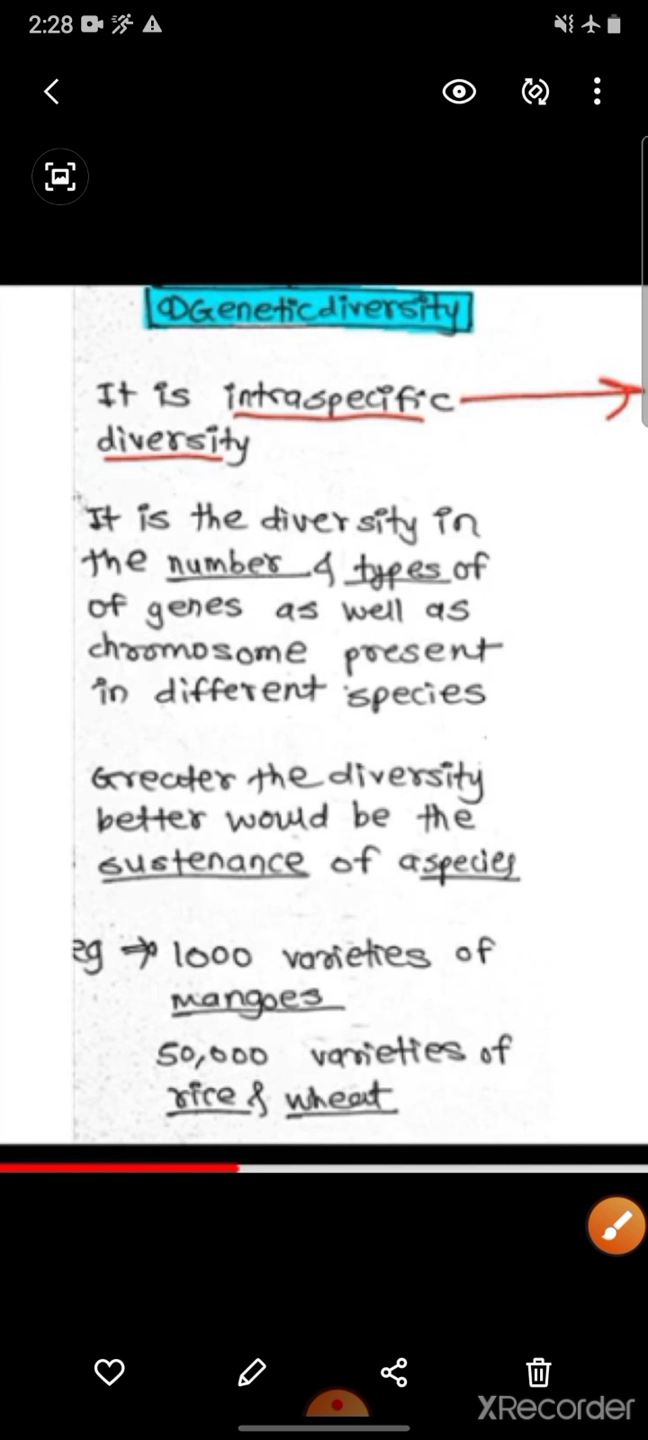 2:28
①Genetic diversity
It is intraspecific
diversity
It is the diversity in
the number & types of
of genes as well as
chromosome present
in different species
Greater the diversity
better would be the
sustenance of a species
eg ⇒ 1000 varieties of
mangoes
50,000 varieties of
rice & wheat
XRecorder